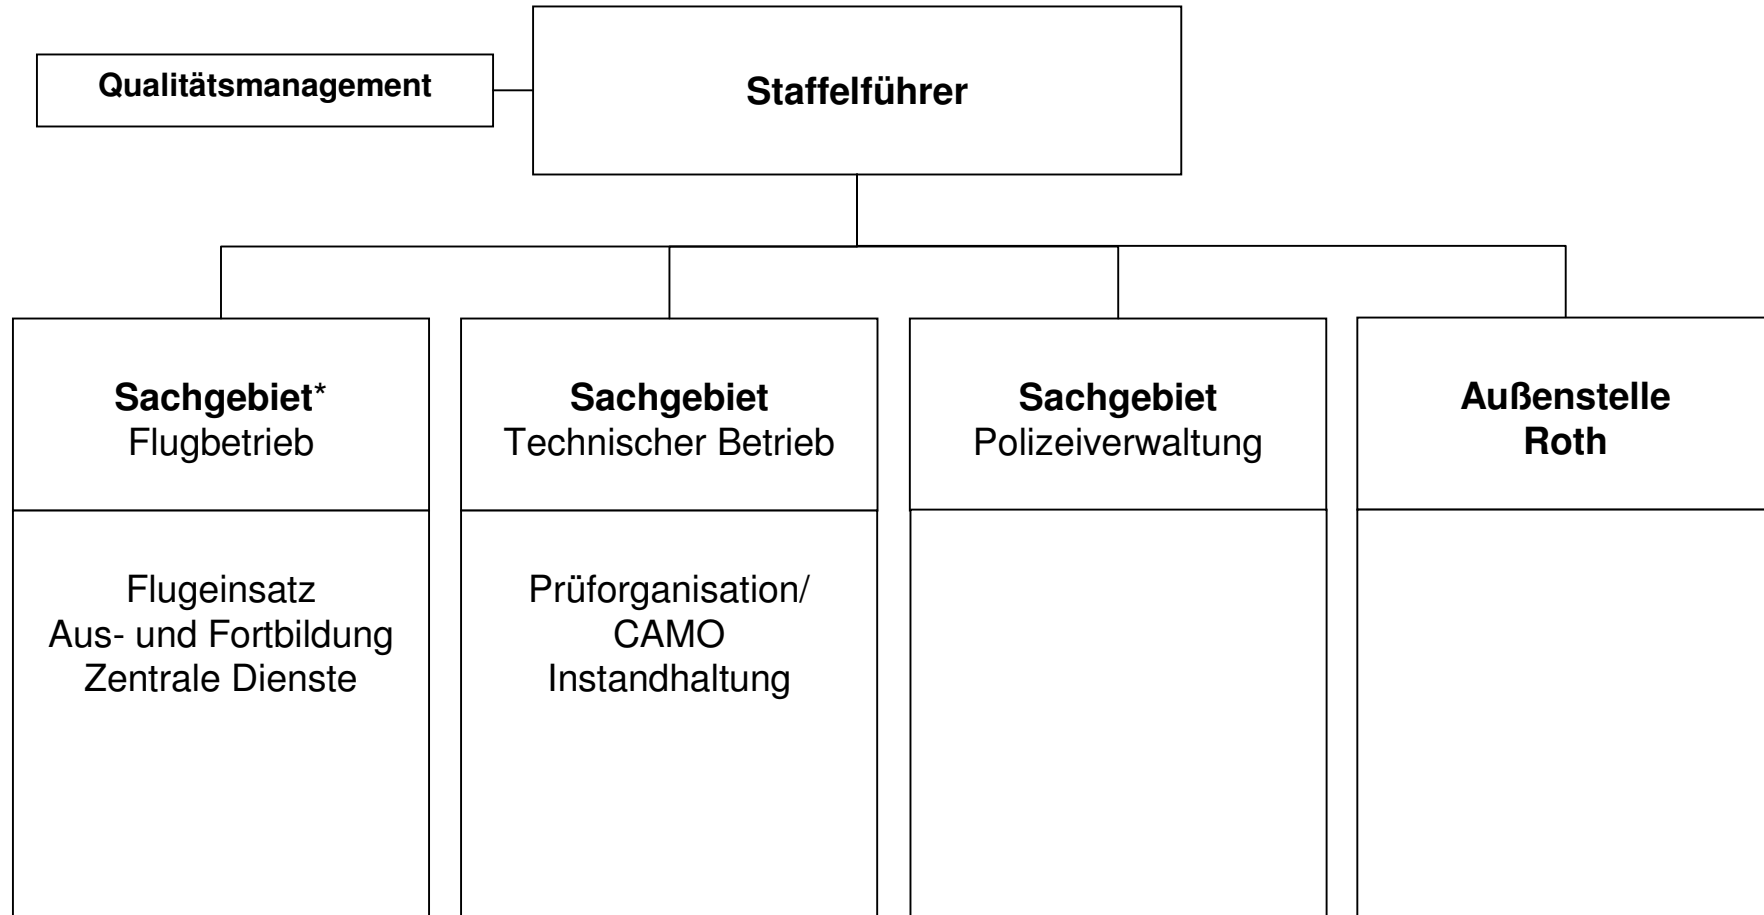 Qualitätsmanagement
Staffelführer
Sachgebiet*
Flugbetrieb
Flugeinsatz
Aus- und Fortbildung
Zentrale Dienste
Sachgebiet
Technischer Betrieb
Prüforganisation/
CAMO
Instandhaltung
Sachgebiet
Polizeiverwaltung
Außenstelle
Roth